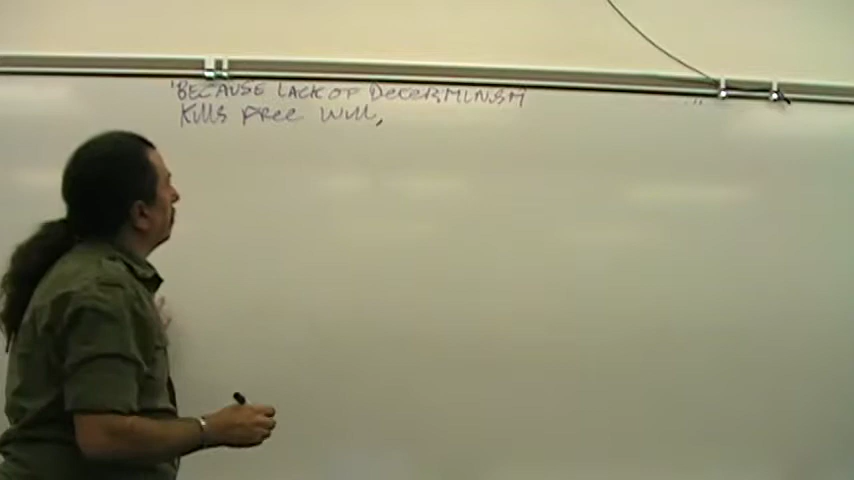 "BECAUSE LACK OF DETERMINISM
KILLS FREE WILL,